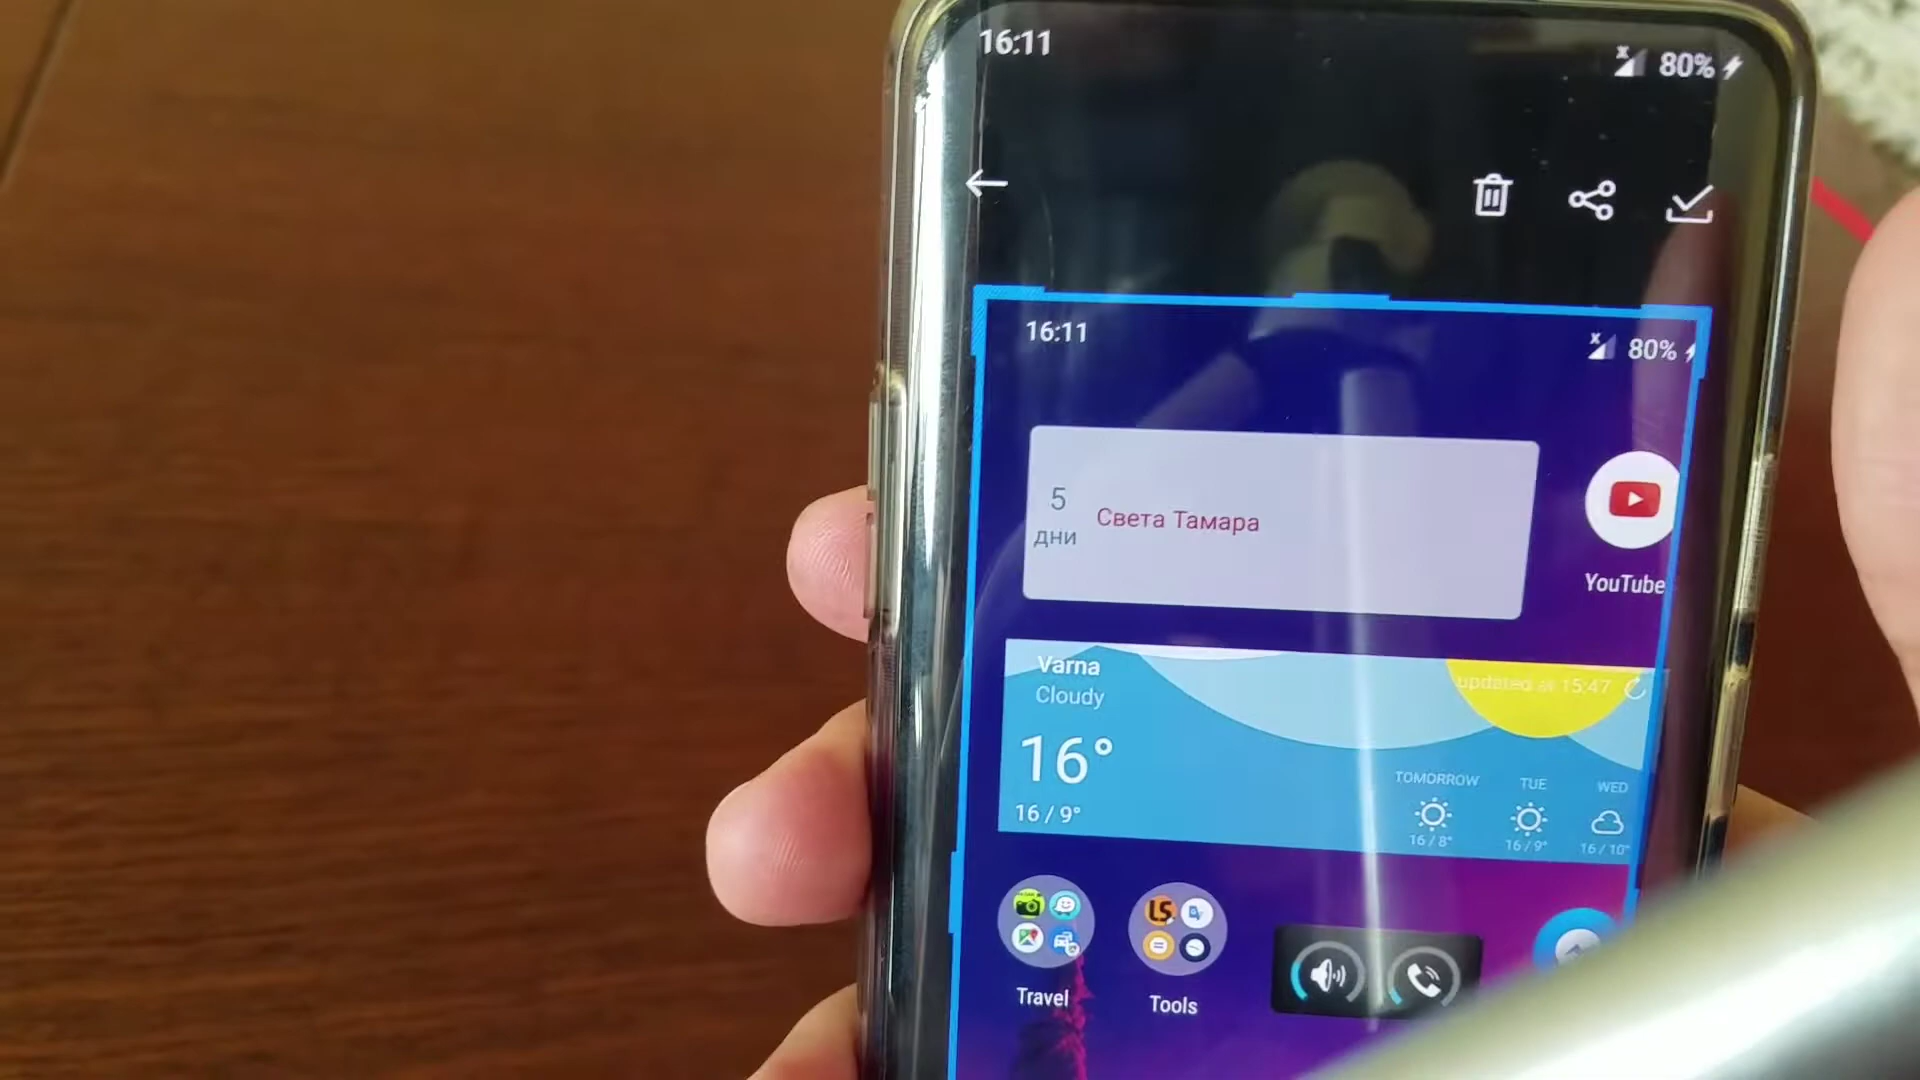 16:11
80%
16:11
80%
5
дни
Света Тамара
YouTube
Varna
Cloudy
updated at 15:47
16°
16 / 9°
TOMORROW
TUE
WED
16 / 8°
16 / 9°
16 / 10°
LS
Travel
Tools